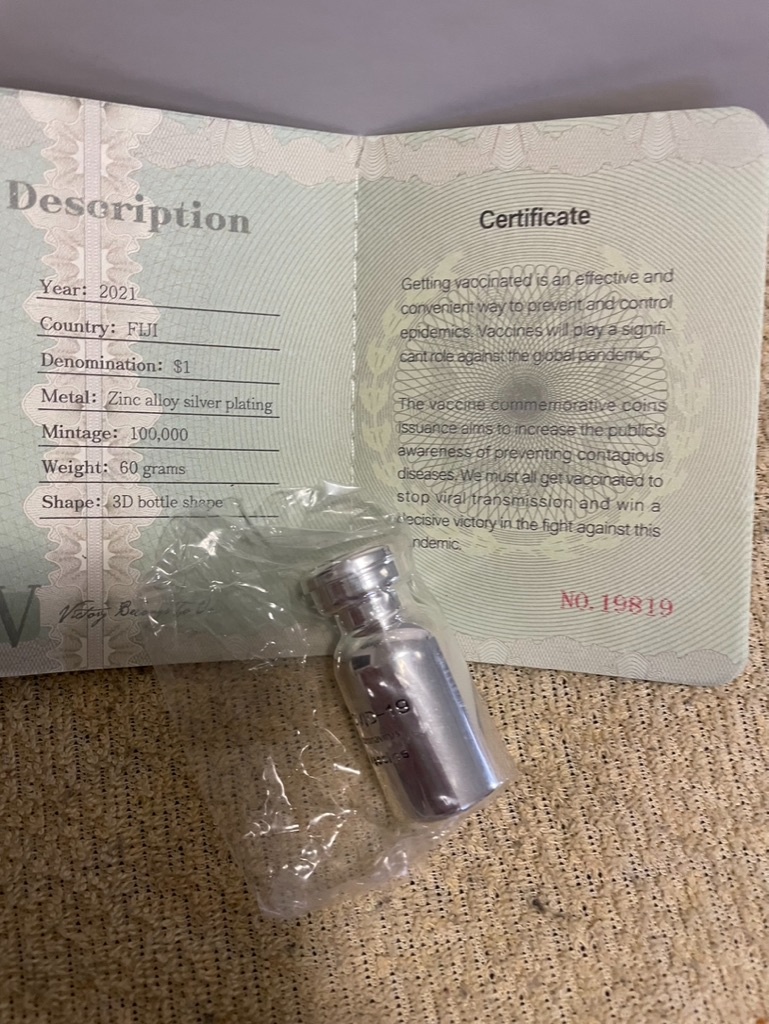 Description
Year: 2021
Country: FIJI
Denomination: $1
Metal: Zinc alloy silver plating
Mintage: 100,000
Weight: 60 grams
Shape: 3D bottle shape
V
Victory
Certificate
Getting vaccinated is an effective and
convenient way to prevent and control
epidemics. Vaccines will play a signifi-
cant role against the global pandemic.
The vaccine commemorative coins
issuance aims to increase the public's
awareness of preventing contagious
diseases. We must all get vaccinated to
stop viral transmission and win a
decisive victory in the fight against this
ndemic.
NO. 19819
D-19